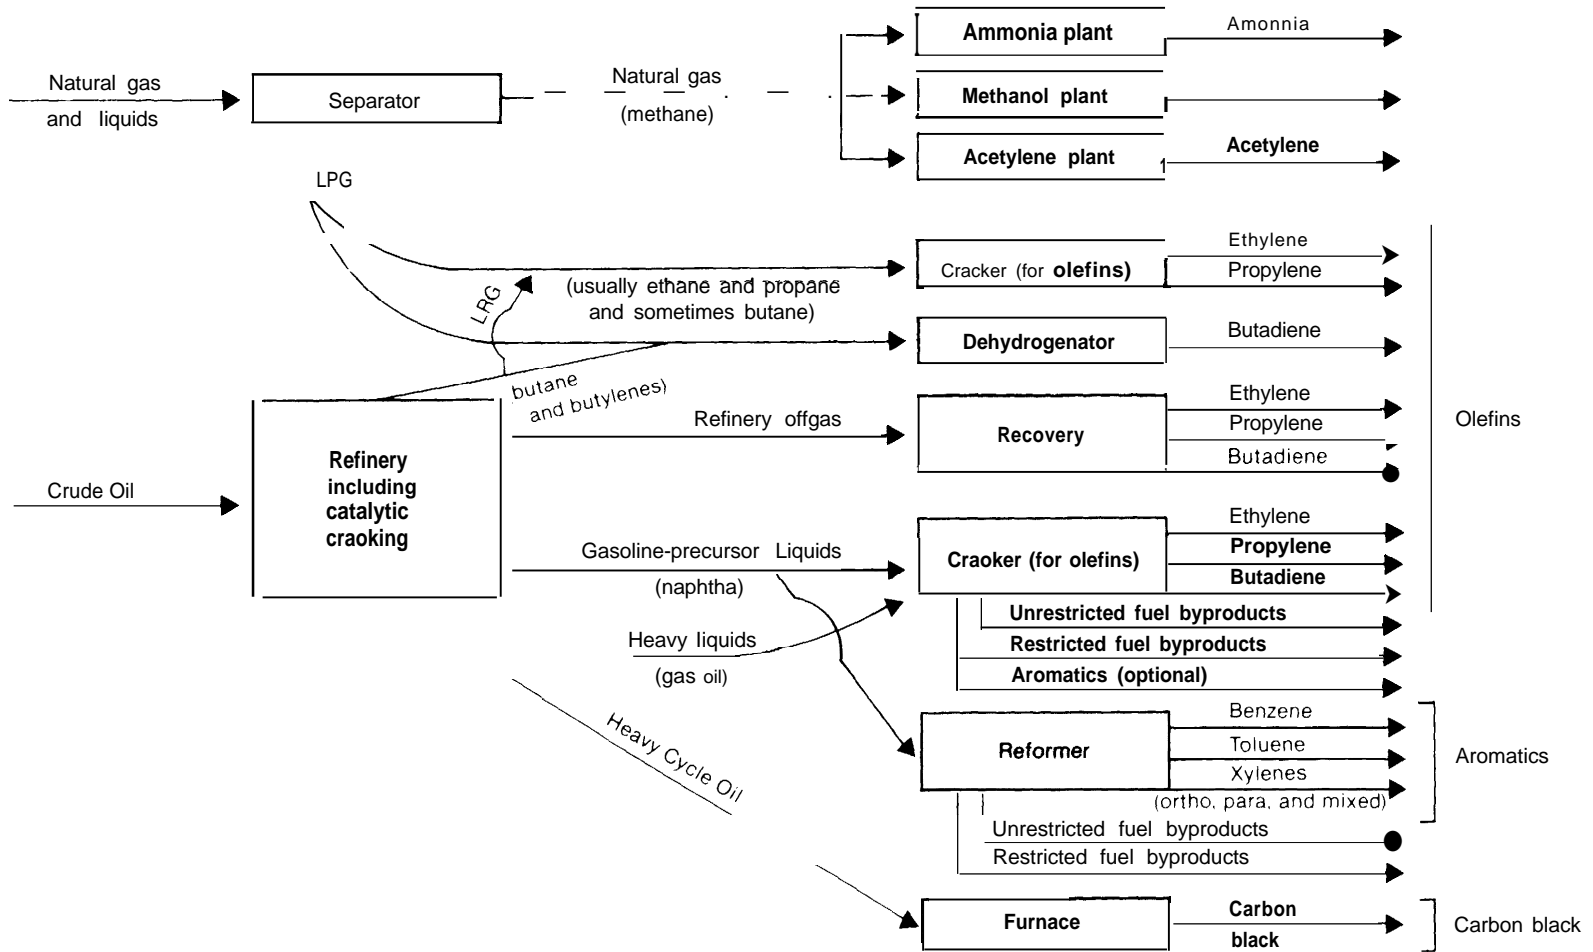 Natural gas
and liquids
Separator
Natural gas
(methane)
Ammonia plant
Amonnia
Methanol plant
Acetylene plant
Acetylene
LPG
LRG
(usually ethane and propane
and sometimes butane)
Cracker (for olefins)
Ethylene
Propylene
Dehydrogenator
Butadiene
butane
and butylenes)
Crude Oil
Refinery
including
catalytic
craoking
Refinery offgas
Recovery
Ethylene
Propylene
Butadiene
Olefins
Gasoline-precursor Liquids
(naphtha)
Heavy liquids
(gas oil)
Craoker (for olefins)
Ethylene
Propylene
Butadiene
Unrestricted fuel byproducts
Restricted fuel byproducts
Aromatics (optional)
Heavy Cycle Oil
Reformer
Benzene
Toluene
Xylenes
(ortho, para, and mixed)
Aromatics
Unrestricted fuel byproducts
Restricted fuel byproducts
Furnace
Carbon
black
Carbon black